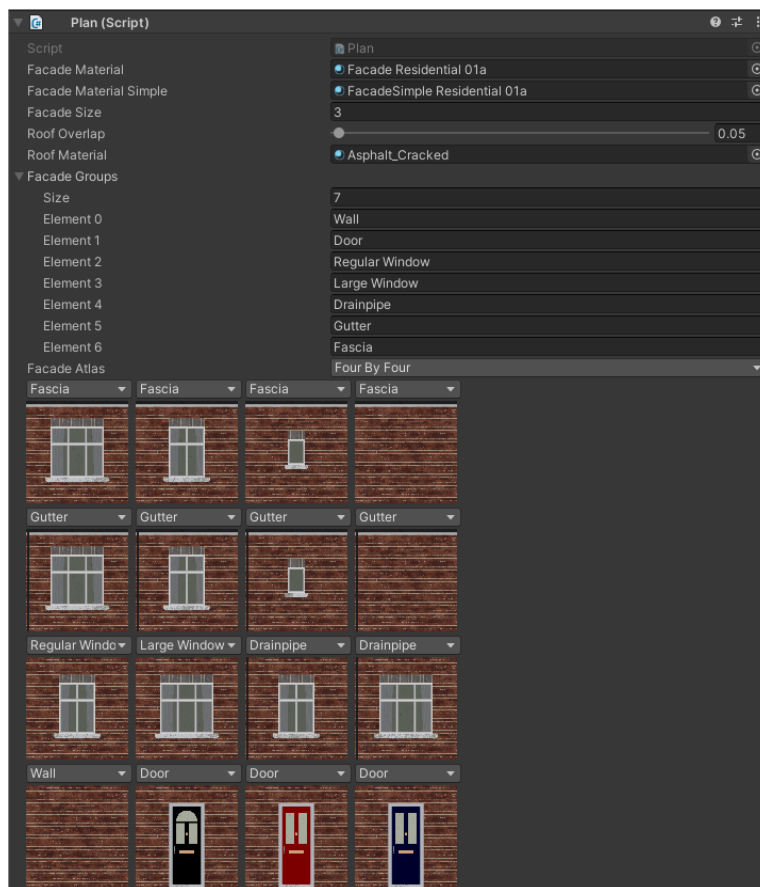 Plan (Script)
Script Plan
Facade Material Facade Residential 01a
Facade Material Simple FacadeSimple Residential 01a
Facade Size 3
Roof Overlap 0.05
Roof Material Asphalt_Cracked
Facade Groups
Size 7
Element 0 Wall
Element 1 Door
Element 2 Regular Window
Element 3 Large Window
Element 4 Drainpipe
Element 5 Gutter
Element 6 Fascia
Facade Atlas Four By Four
Fascia Fascia Fascia Fascia
Gutter Gutter Gutter Gutter
Regular Windo Large Window Drainpipe Drainpipe
Wall Door Door Door